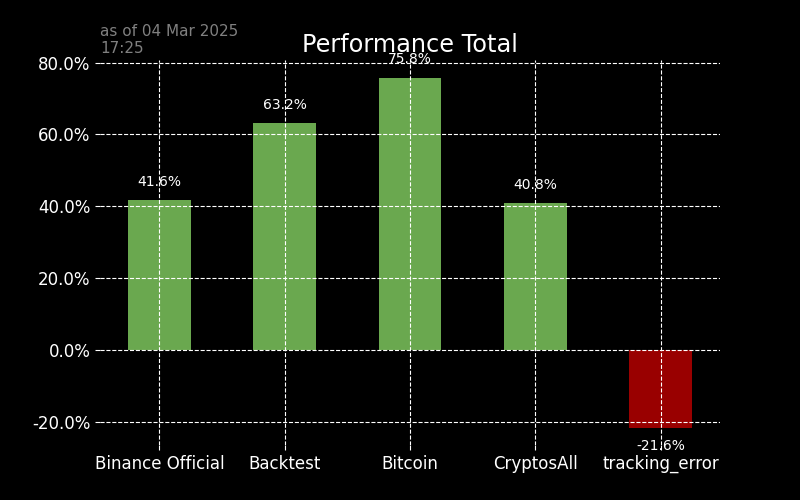 as of 04 Mar 2025
17:25
Performance Total
80.0%
60.0%
40.0%
20.0%
0.0%
-20.0%
41.6%
63.2%
75.8%
40.8%
-21.6%
Binance Official
Backtest
Bitcoin
CryptosAll
tracking_error